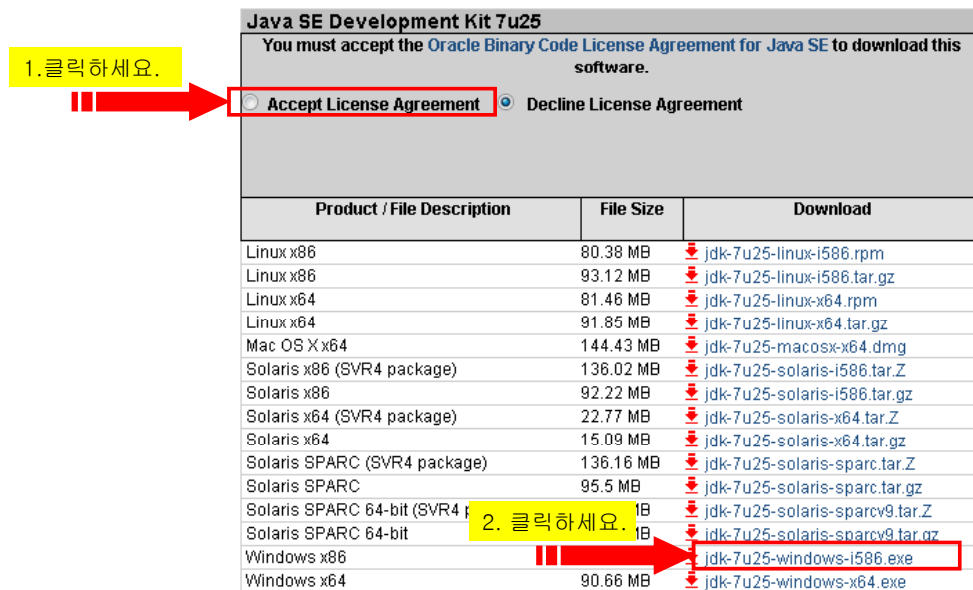 Java SE Development Kit 7u25
You must accept the Oracle Binary Code License Agreement for Java SE to download this
software.
1.클릭하세요.
Accept License Agreement Decline License Agreement
Product / File Description File Size Download
Linux x86 80.38 MB jdk-7u25-linux-i586.rpm
Linux x86 93.12 MB jdk-7u25-linux-i586.tar.gz
Linux x64 81.46 MB jdk-7u25-linux-x64.rpm
Linux x64 91.85 MB jdk-7u25-linux-x64.tar.gz
Mac OS X x64 144.43 MB jdk-7u25-macosx-x64.dmg
Solaris x86 (SVR4 package) 136.02 MB jdk-7u25-solaris-i586.tar.Z
Solaris x86 92.22 MB jdk-7u25-solaris-i586.tar.gz
Solaris x64 (SVR4 package) 22.77 MB jdk-7u25-solaris-x64.tar.Z
Solaris x64 15.09 MB jdk-7u25-solaris-x64.tar.gz
Solaris SPARC (SVR4 package) 136.16 MB jdk-7u25-solaris-sparc.tar.Z
Solaris SPARC 95.5 MB jdk-7u25-solaris-sparc.tar.gz
Solaris SPARC 64-bit (SVR4 jdk-7u25-solaris-sparcv9.tar.Z
2. 클릭하세요.
Solaris SPARC 64-bit jdk-7u25-solaris-sparcv9.tar.gz
Windows x86 jdk-7u25-windows-i586.exe
Windows x64 90.66 MB jdk-7u25-windows-x64.exe